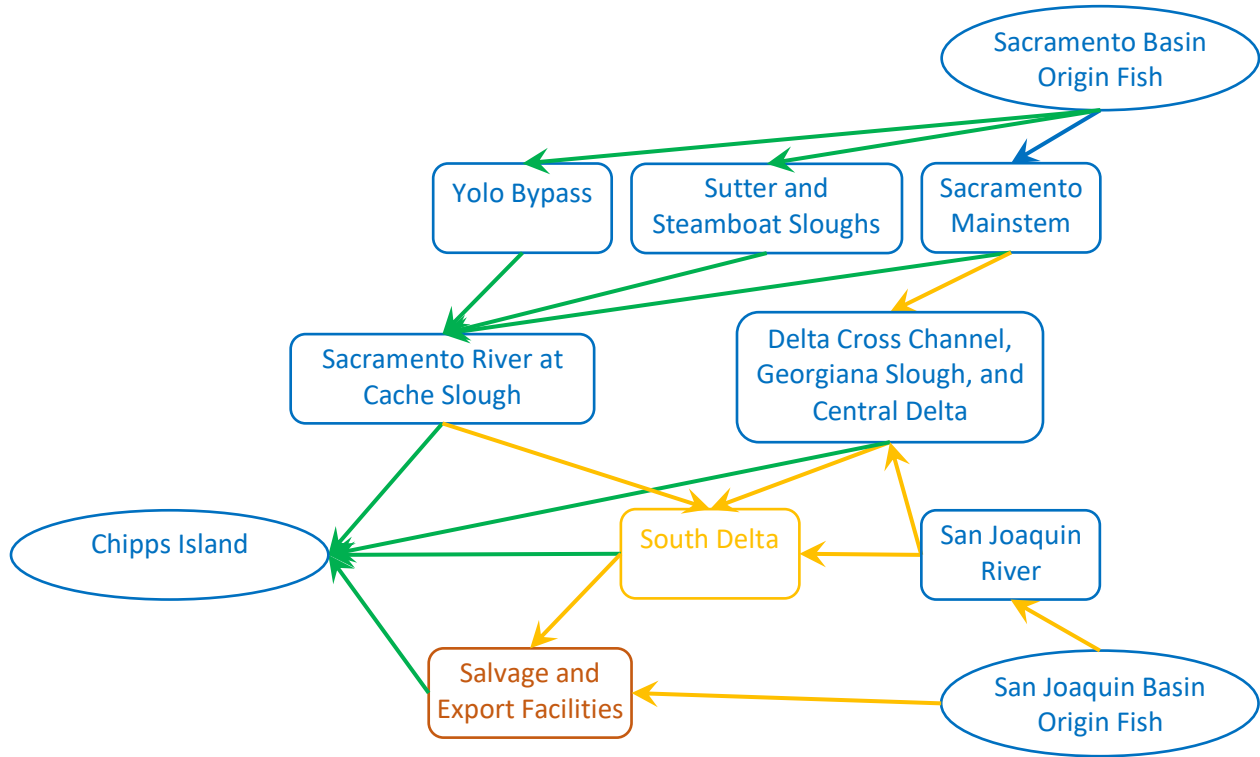 Sacramento Basin
Origin Fish
Yolo Bypass
Sutter and
Steamboat Sloughs
Sacramento
Mainstem
Sacramento River at
Cache Slough
Delta Cross Channel,
Georgiana Slough, and
Central Delta
Chipps Island
South Delta
San Joaquin
River
Salvage and
Export Facilities
San Joaquin Basin
Origin Fish